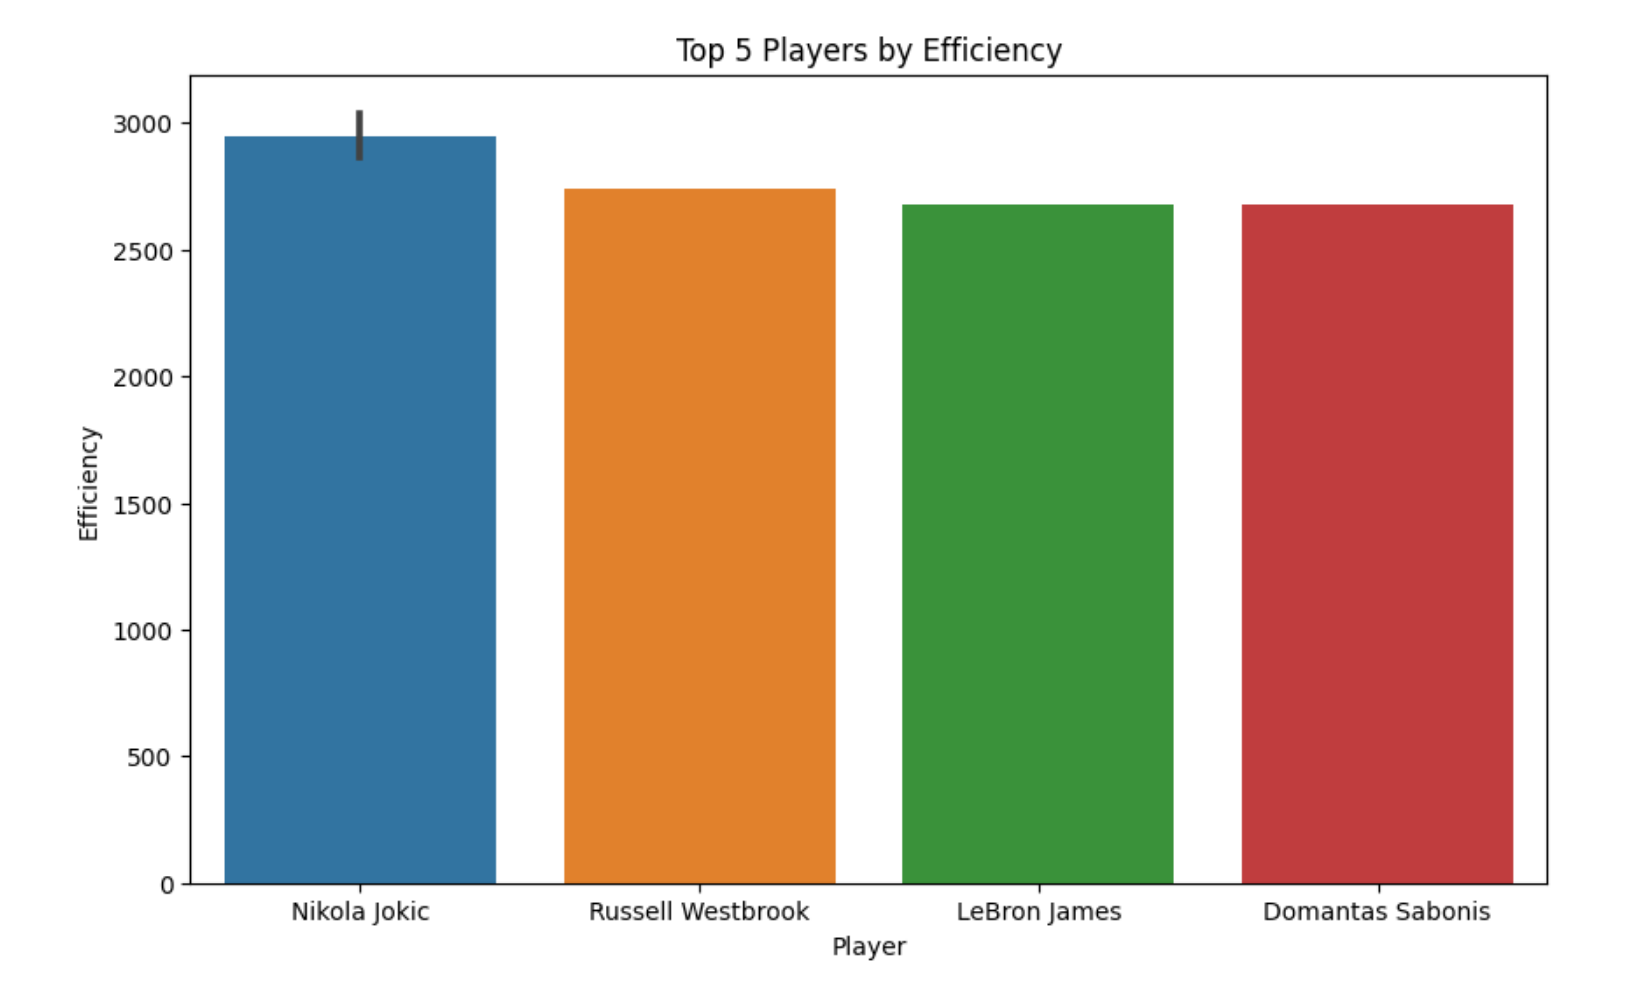 Top 5 Players by Efficiency
3000
2500
2000
1500
1000
500
0
Efficiency
Nikola Jokic
Russell Westbrook
LeBron James
Domantas Sabonis
Player